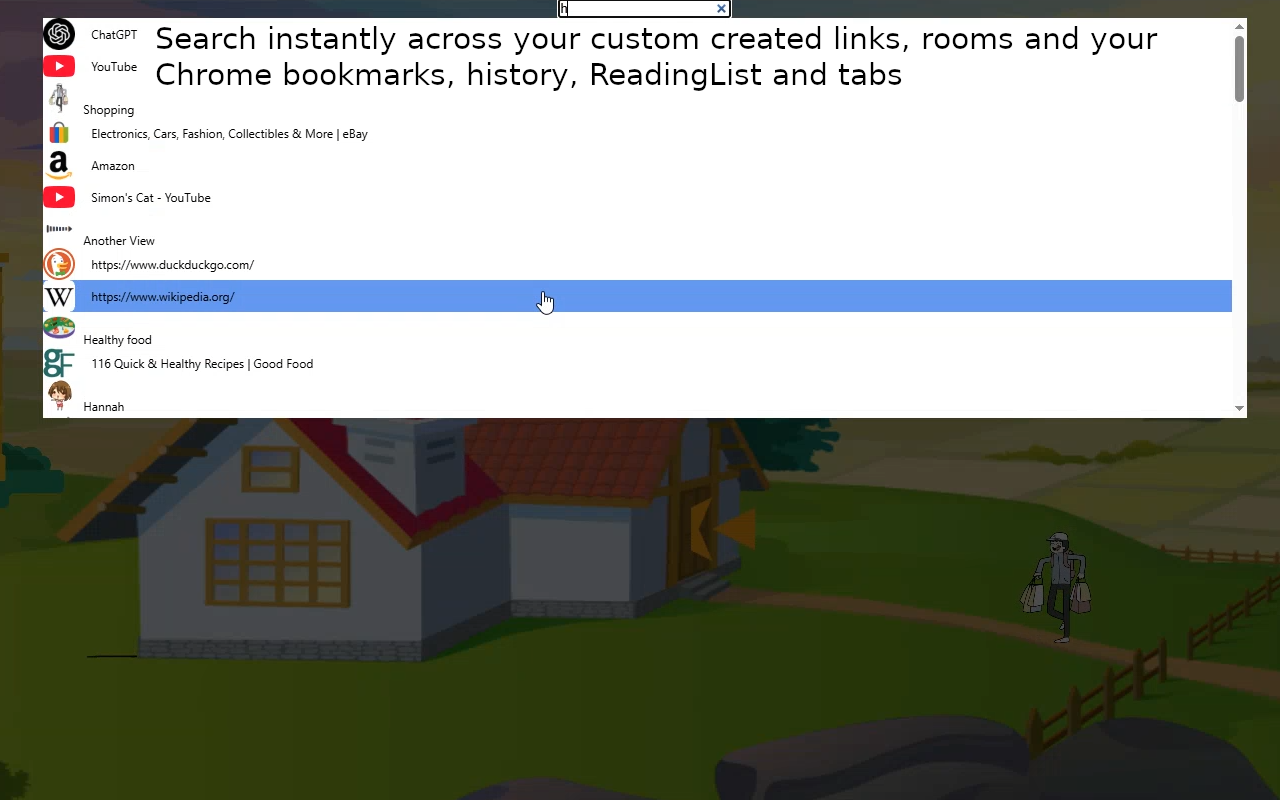 h
ChatGPT
Search instantly across your custom created links, rooms and your
Chrome bookmarks, history, ReadingList and tabs
YouTube
Shopping
Electronics, Cars, Fashion, Collectibles & More | eBay
a
Amazon
Simon's Cat - YouTube
Another View
https://www.duckduckgo.com/
W
https://www.wikipedia.org/
Healthy food
gF
116 Quick & Healthy Recipes | Good Food
Hannah